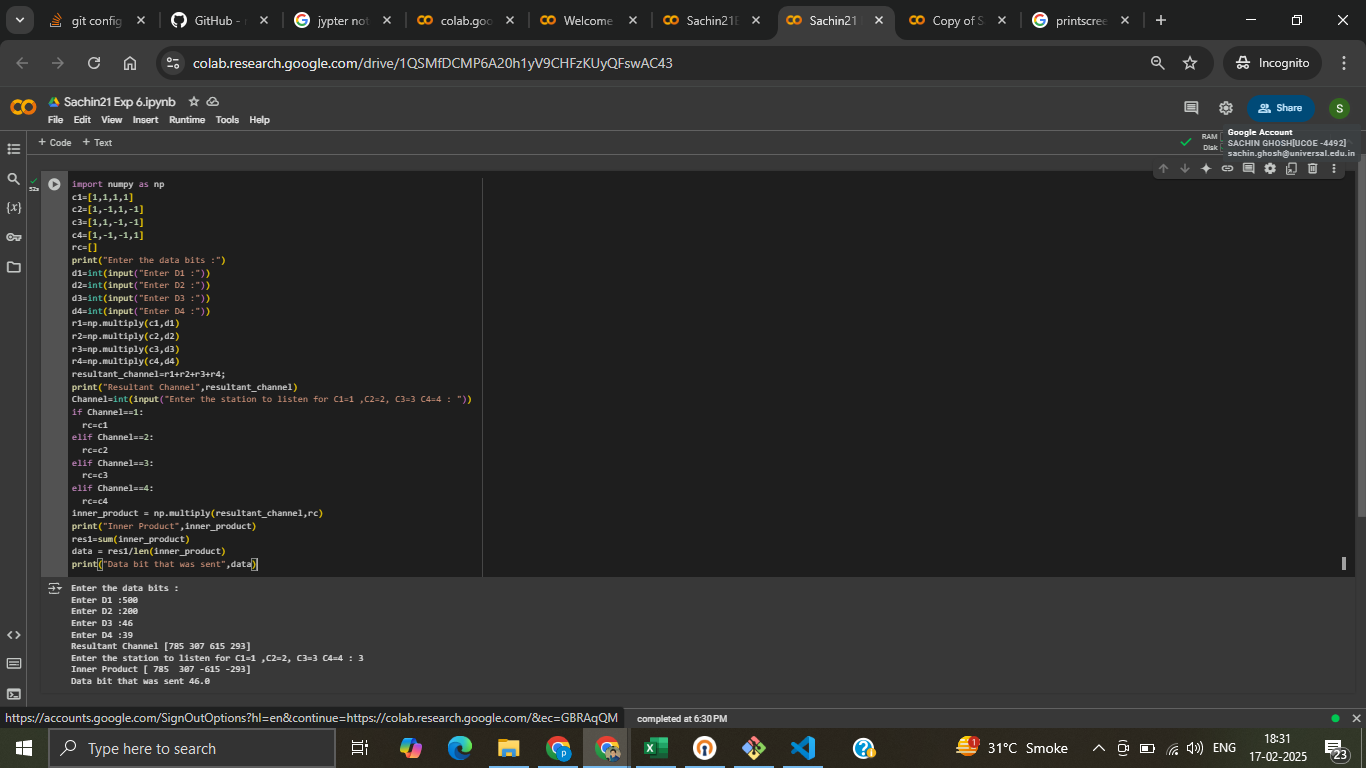 git config
GitHub -
jypter not
colab.goo
Welcome
Sachin21E
Sachin21
Copy of S
printscree
colab.research.google.com/drive/1QSMfDCMP6A20h1yV9CHFzKUyQFswAC43
Incognito
Sachin21 Exp 6.ipynb
File Edit View Insert Runtime Tools Help
Share
S
+ Code + Text
RAM
Disk
Google Account
SACHIN GHOSH[UCOE -4492]
sachin.ghosh@universal.edu.in
52s
import numpy as np
c1=[1,1,1,1]
c2=[1,-1,1,-1]
c3=[1,1,-1,-1]
c4=[1,-1,-1,1]
rc=[]
print("Enter the data bits :")
d1=int(input("Enter D1 :"))
d2=int(input("Enter D2 :"))
d3=int(input("Enter D3 :"))
d4=int(input("Enter D4 :"))
r1=np.multiply(c1,d1)
r2=np.multiply(c2,d2)
r3=np.multiply(c3,d3)
r4=np.multiply(c4,d4)
resultant_channel=r1+r2+r3+r4;
print("Resultant Channel",resultant_channel)
Channel=int(input("Enter the station to listen for C1=1 ,C2=2, C3=3 C4=4 : "))
if Channel==1:
  rc=c1
elif Channel==2:
  rc=c2
elif Channel==3:
  rc=c3
elif Channel==4:
  rc=c4
inner_product = np.multiply(resultant_channel,rc)
print("Inner Product",inner_product)
res1=sum(inner_product)
data = res1/len(inner_product)
print("Data bit that was sent",data)
Enter the data bits :
Enter D1 :500
Enter D2 :200
Enter D3 :46
Enter D4 :39
Resultant Channel [785 307 615 293]
Enter the station to listen for C1=1 ,C2=2, C3=3 C4=4 : 3
Inner Product [ 785  307 -615 -293]
Data bit that was sent 46.0
https://accounts.google.com/SignOutOptions?hl=en&continue=https://colab.research.google.com/&ec=GBRAqQM
completed at 6:30 PM
Type here to search
31°C Smoke
ENG
18:31
17-02-2025
23